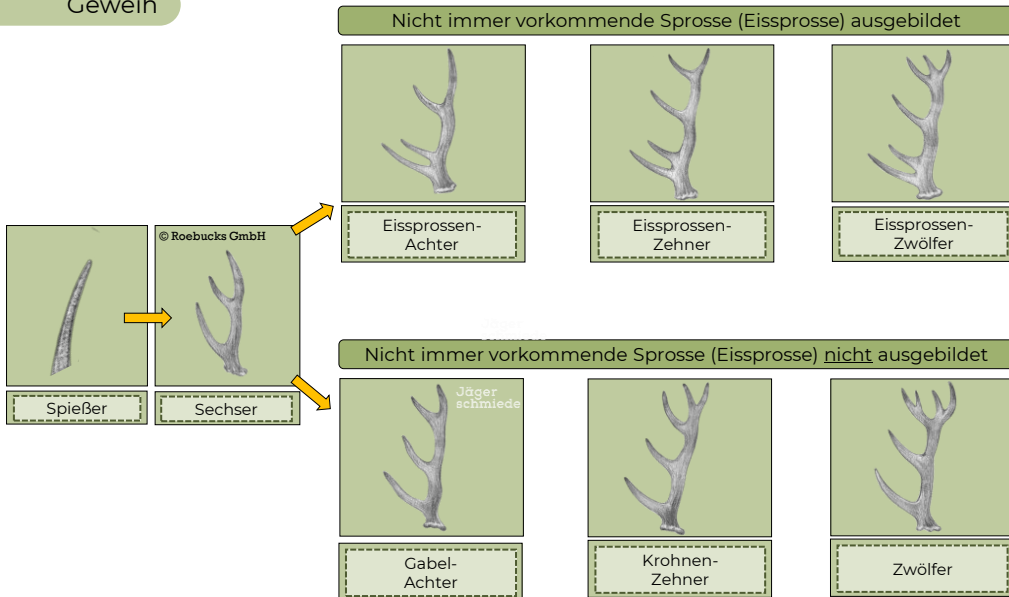 Geweih
Nicht immer vorkommende Sprosse (Eissprosse) ausgebildet
Eissprossen-
Achter
Eissprossen-
Zehner
Eissprossen-
Zwölfer
© Roebucks GmbH
Spießer
Sechser
Nicht immer vorkommende Sprosse (Eissprosse) nicht ausgebildet
Jäger
schmiede
Gabel-
Achter
Krohnen-
Zehner
Zwölfer